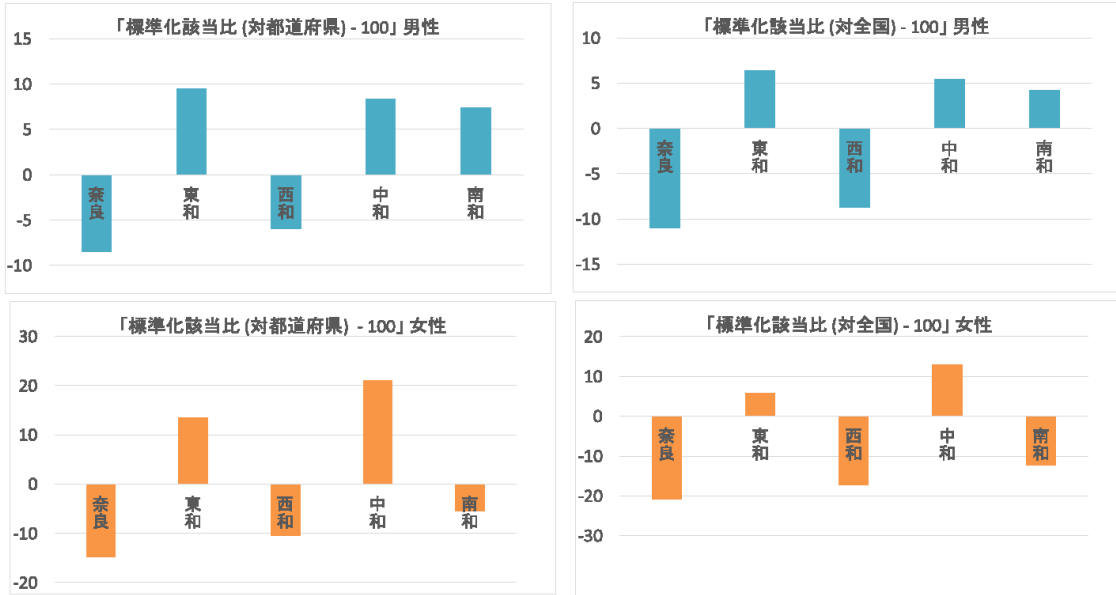 「標準化該当比 (対都道府県) - 100」 男性
15
10
5
0
-5
-10
奈良
東和
西和
中和
南和
「標準化該当比 (対全国) - 100」 男性
10
5
0
-5
-10
-15
奈良
東和
西和
中和
南和
「標準化該当比 (対都道府県) - 100」 女性
30
20
10
0
-10
-20
奈良
東和
西和
中和
南和
「標準化該当比 (対全国) - 100」 女性
20
10
0
-10
-20
-30
奈良
東和
西和
中和
南和